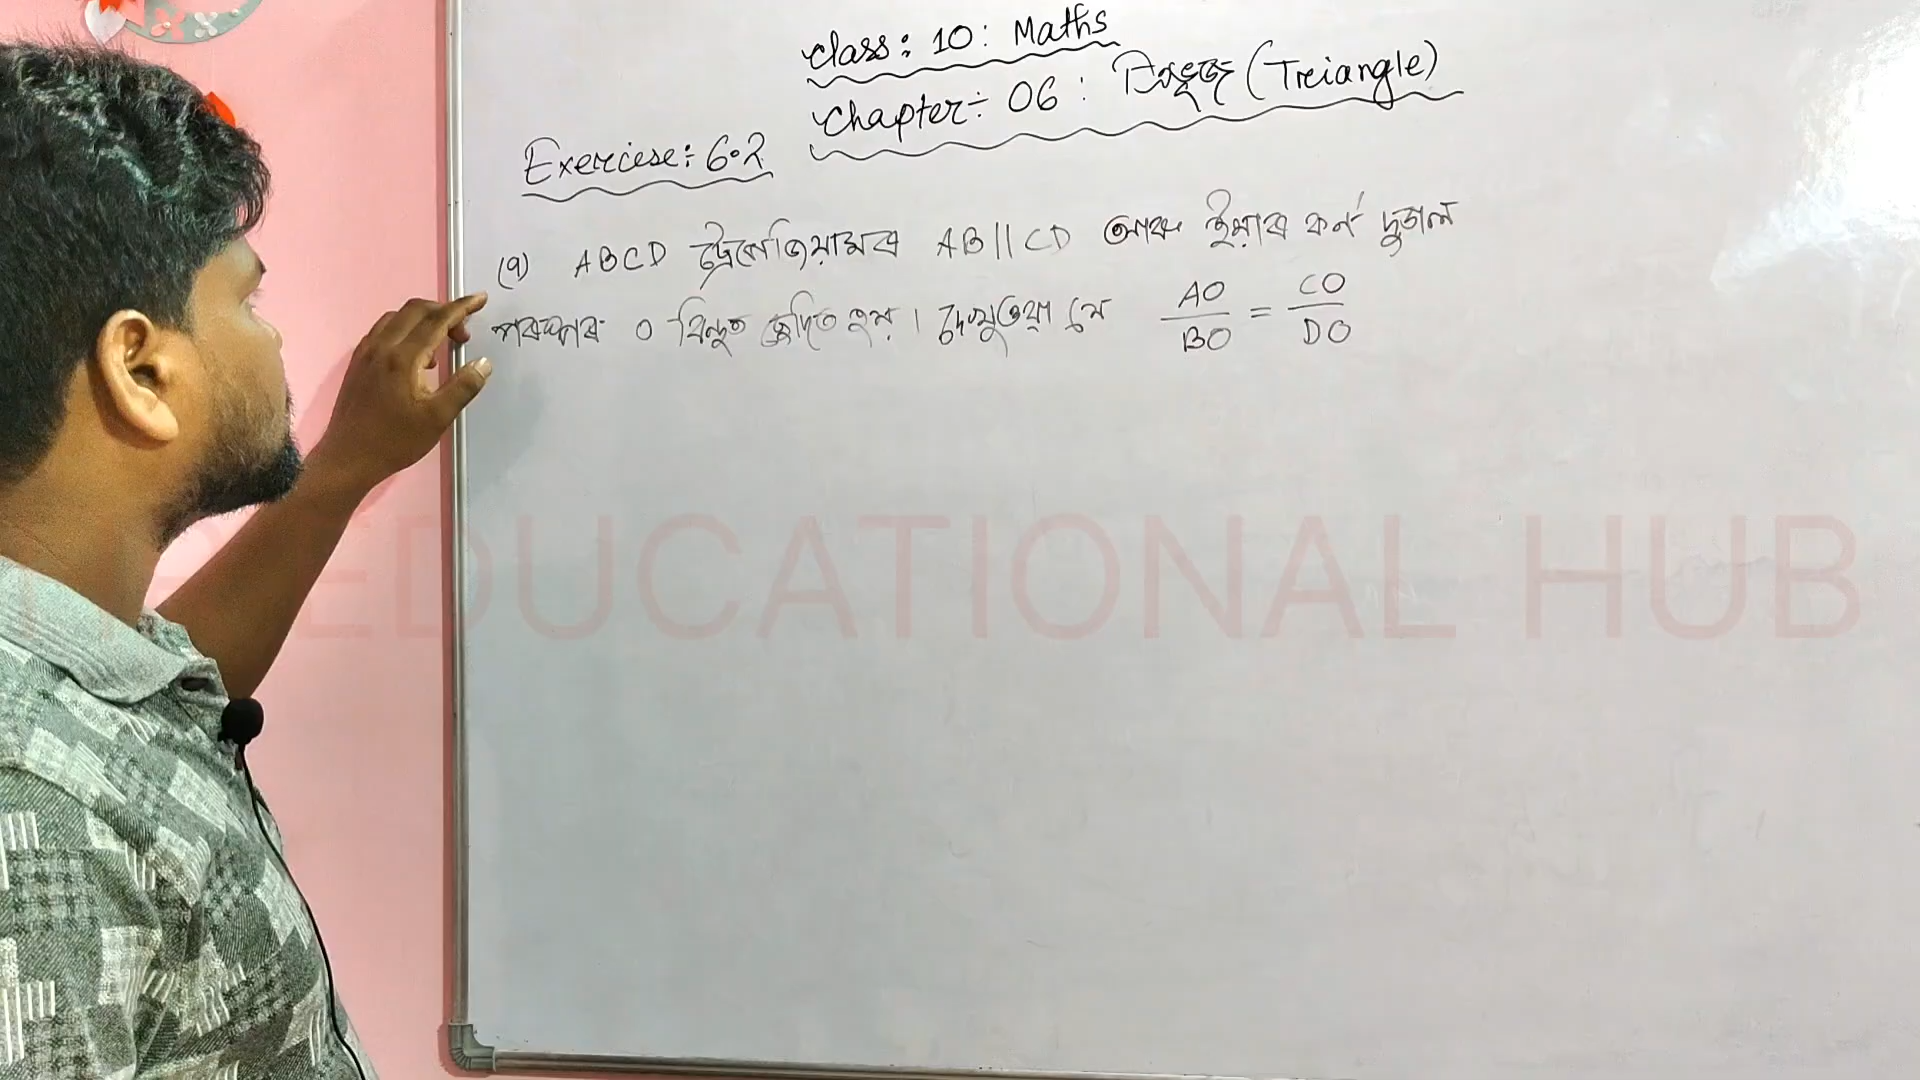 Class: 10: Maths
Chapter÷ 06: ত্ৰিভুজ (Treiangle)
Exerciese÷ 6.2
(9) ABCD ট্ৰেপেজিয়ামৰ AB||CD আৰু ইয়াৰ কৰ্ণ দুডাল
পৰস্পৰ O বিন্দুত ছেদিত হয়। দেখুওৱা যে AO/BO = CO/DO
EDUCATIONAL HUB